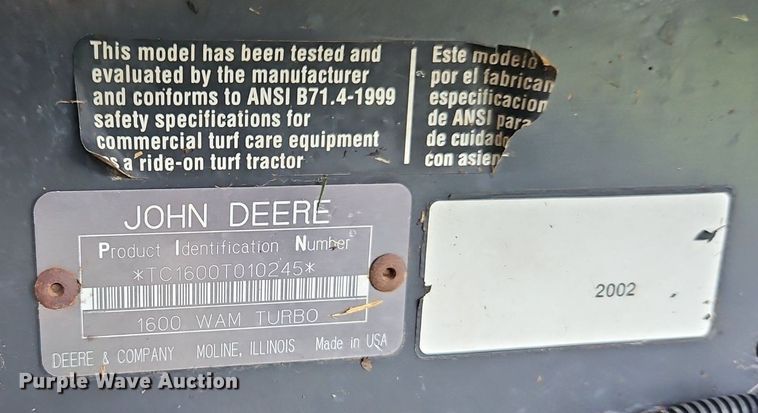 This model has been tested and
evaluated by the manufacturer
and conforms to ANSI B71.4-1999
safety specifications for
commercial turf care equipment
as a ride-on turf tractor
Este modelo
por el fabrican
especificacion
de ANSI para
de cuidado
con asien
JOHN DEERE
Product Identification Number
*TC1600T010245*
1600 WAM TURBO
DEERE & COMPANY MOLINE, ILLINOIS Made in USA
2002
Purple Wave Auction